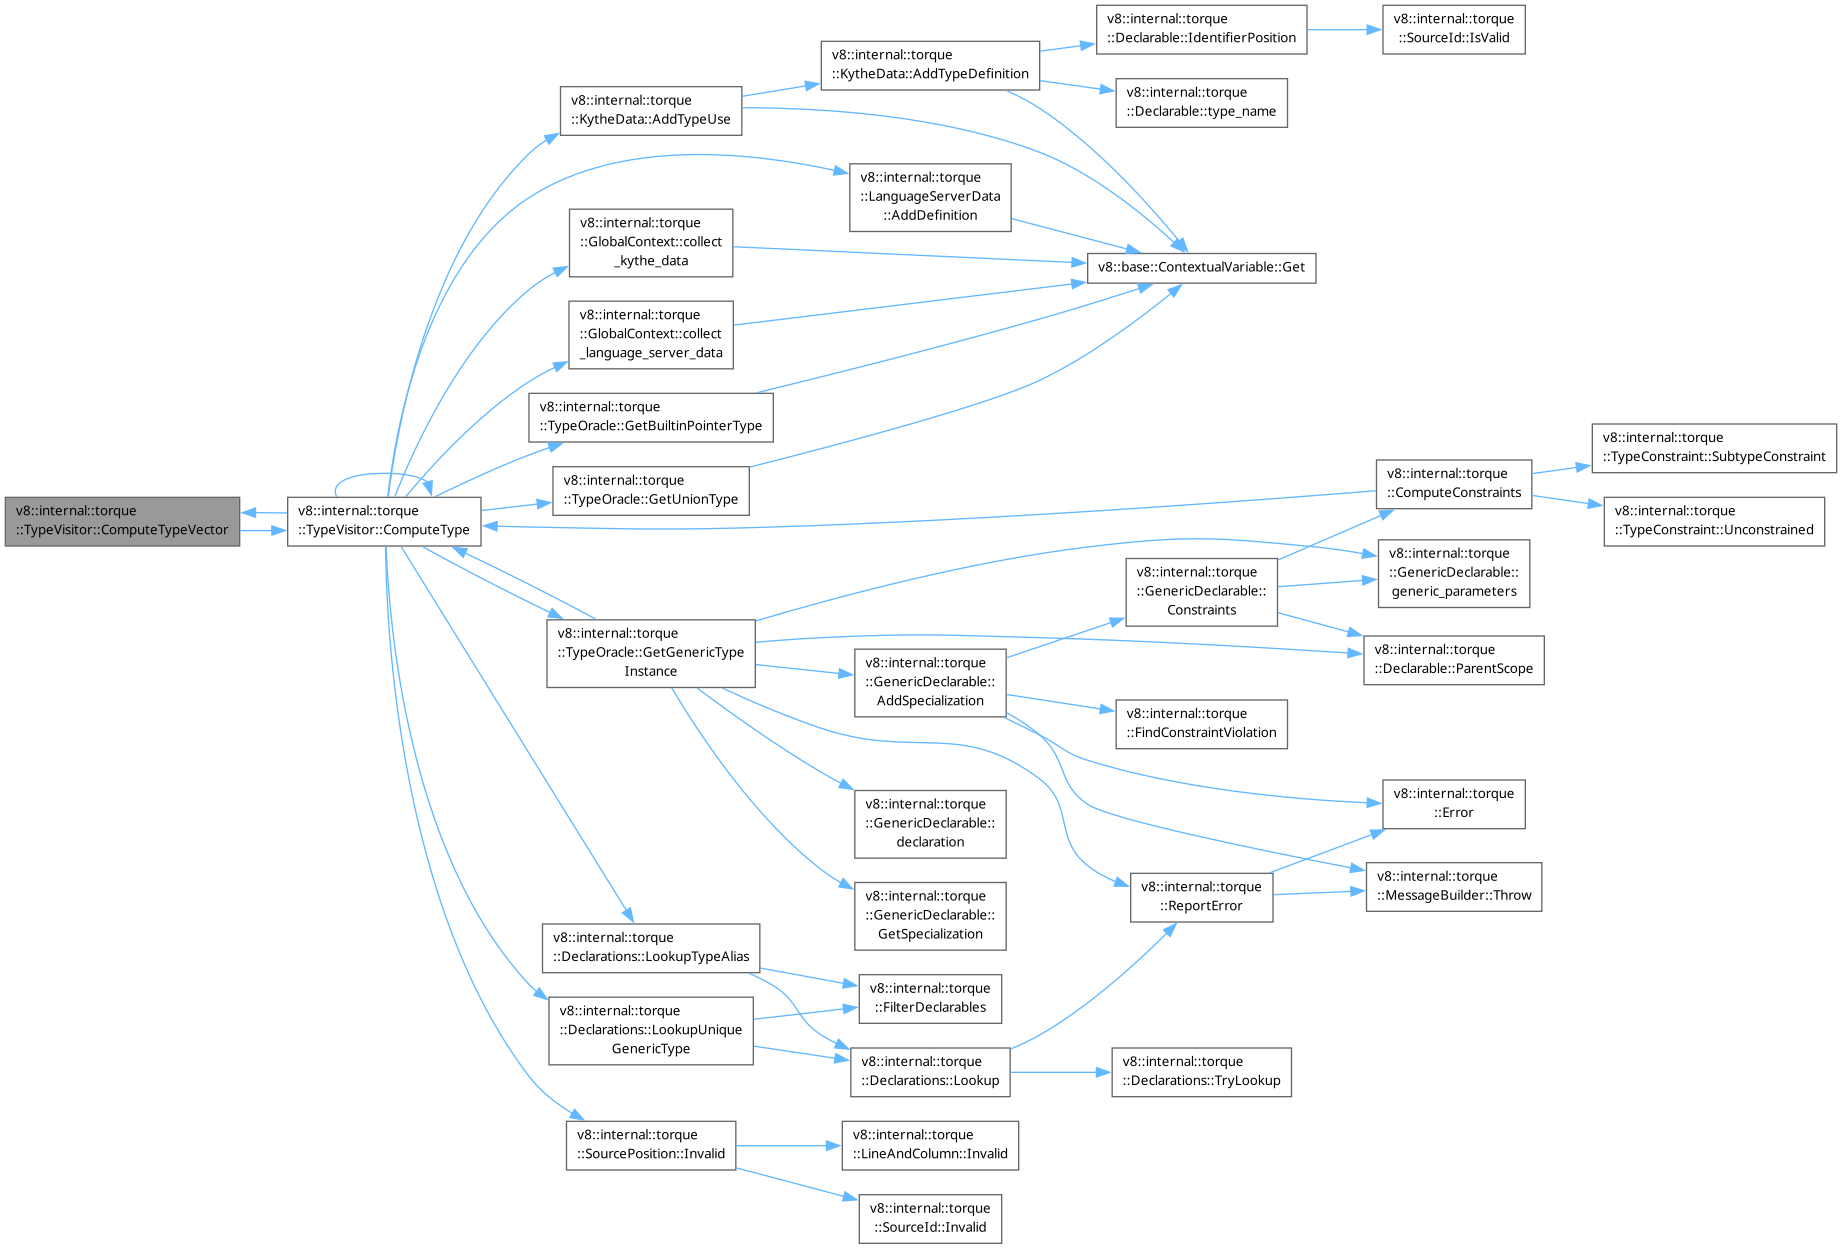 v8::internal::torque
::TypeVisitor::ComputeTypeVector
v8::internal::torque
::TypeVisitor::ComputeType
v8::internal::torque
::KytheData::AddTypeUse
v8::internal::torque
::KytheData::AddTypeDefinition
v8::internal::torque
::Declarable::IdentifierPosition
v8::internal::torque
::SourceId::IsValid
v8::internal::torque
::Declarable::type_name
v8::internal::torque
::LanguageServerData
::AddDefinition
v8::internal::torque
::GlobalContext::collect
_kythe_data
v8::base::ContextualVariable::Get
v8::internal::torque
::GlobalContext::collect
_language_server_data
v8::internal::torque
::TypeOracle::GetBuiltinPointerType
v8::internal::torque
::TypeOracle::GetUnionType
v8::internal::torque
::ComputeConstraints
v8::internal::torque
::TypeConstraint::SubtypeConstraint
v8::internal::torque
::TypeConstraint::Unconstrained
v8::internal::torque
::GenericDeclarable::
generic_parameters
v8::internal::torque
::GenericDeclarable::
Constraints
v8::internal::torque
::Declarable::ParentScope
v8::internal::torque
::TypeOracle::GetGenericType
Instance
v8::internal::torque
::GenericDeclarable::
AddSpecialization
v8::internal::torque
::FindConstraintViolation
v8::internal::torque
::Error
v8::internal::torque
::GenericDeclarable::
declaration
v8::internal::torque
::MessageBuilder::Throw
v8::internal::torque
::ReportError
v8::internal::torque
::GenericDeclarable::
GetSpecialization
v8::internal::torque
::Declarations::LookupTypeAlias
v8::internal::torque
::FilterDeclarables
v8::internal::torque
::Declarations::LookupUnique
GenericType
v8::internal::torque
::Declarations::Lookup
v8::internal::torque
::Declarations::TryLookup
v8::internal::torque
::SourcePosition::Invalid
v8::internal::torque
::LineAndColumn::Invalid
v8::internal::torque
::SourceId::Invalid